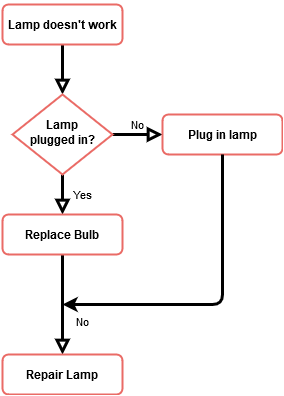 Lamp doesn't work
Lamp
plugged in?
No
Plug in lamp
Yes
Replace Bulb
No
Repair Lamp